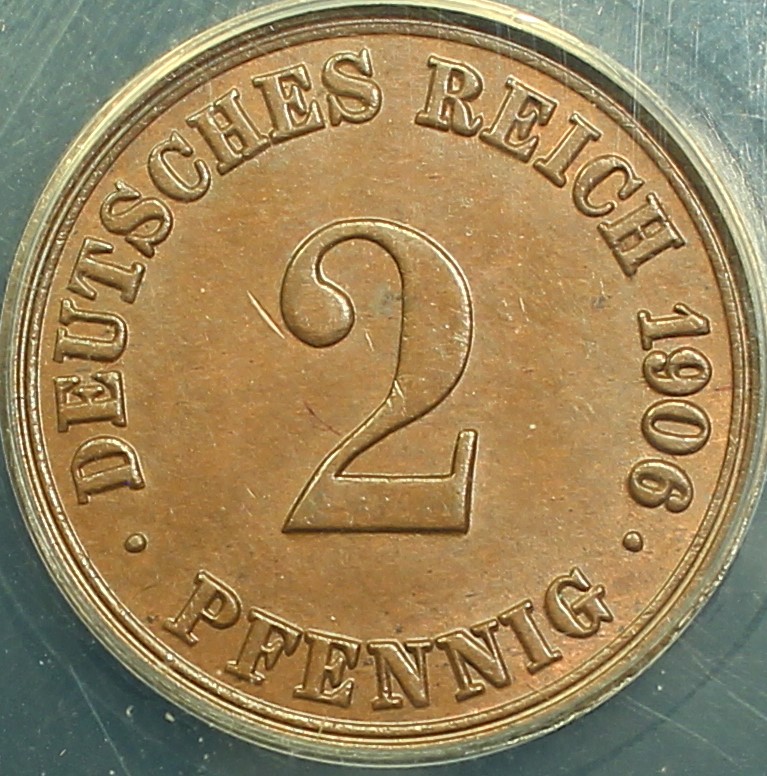 DEUTSCHES REICH 1906
2
· PFENNIG ·